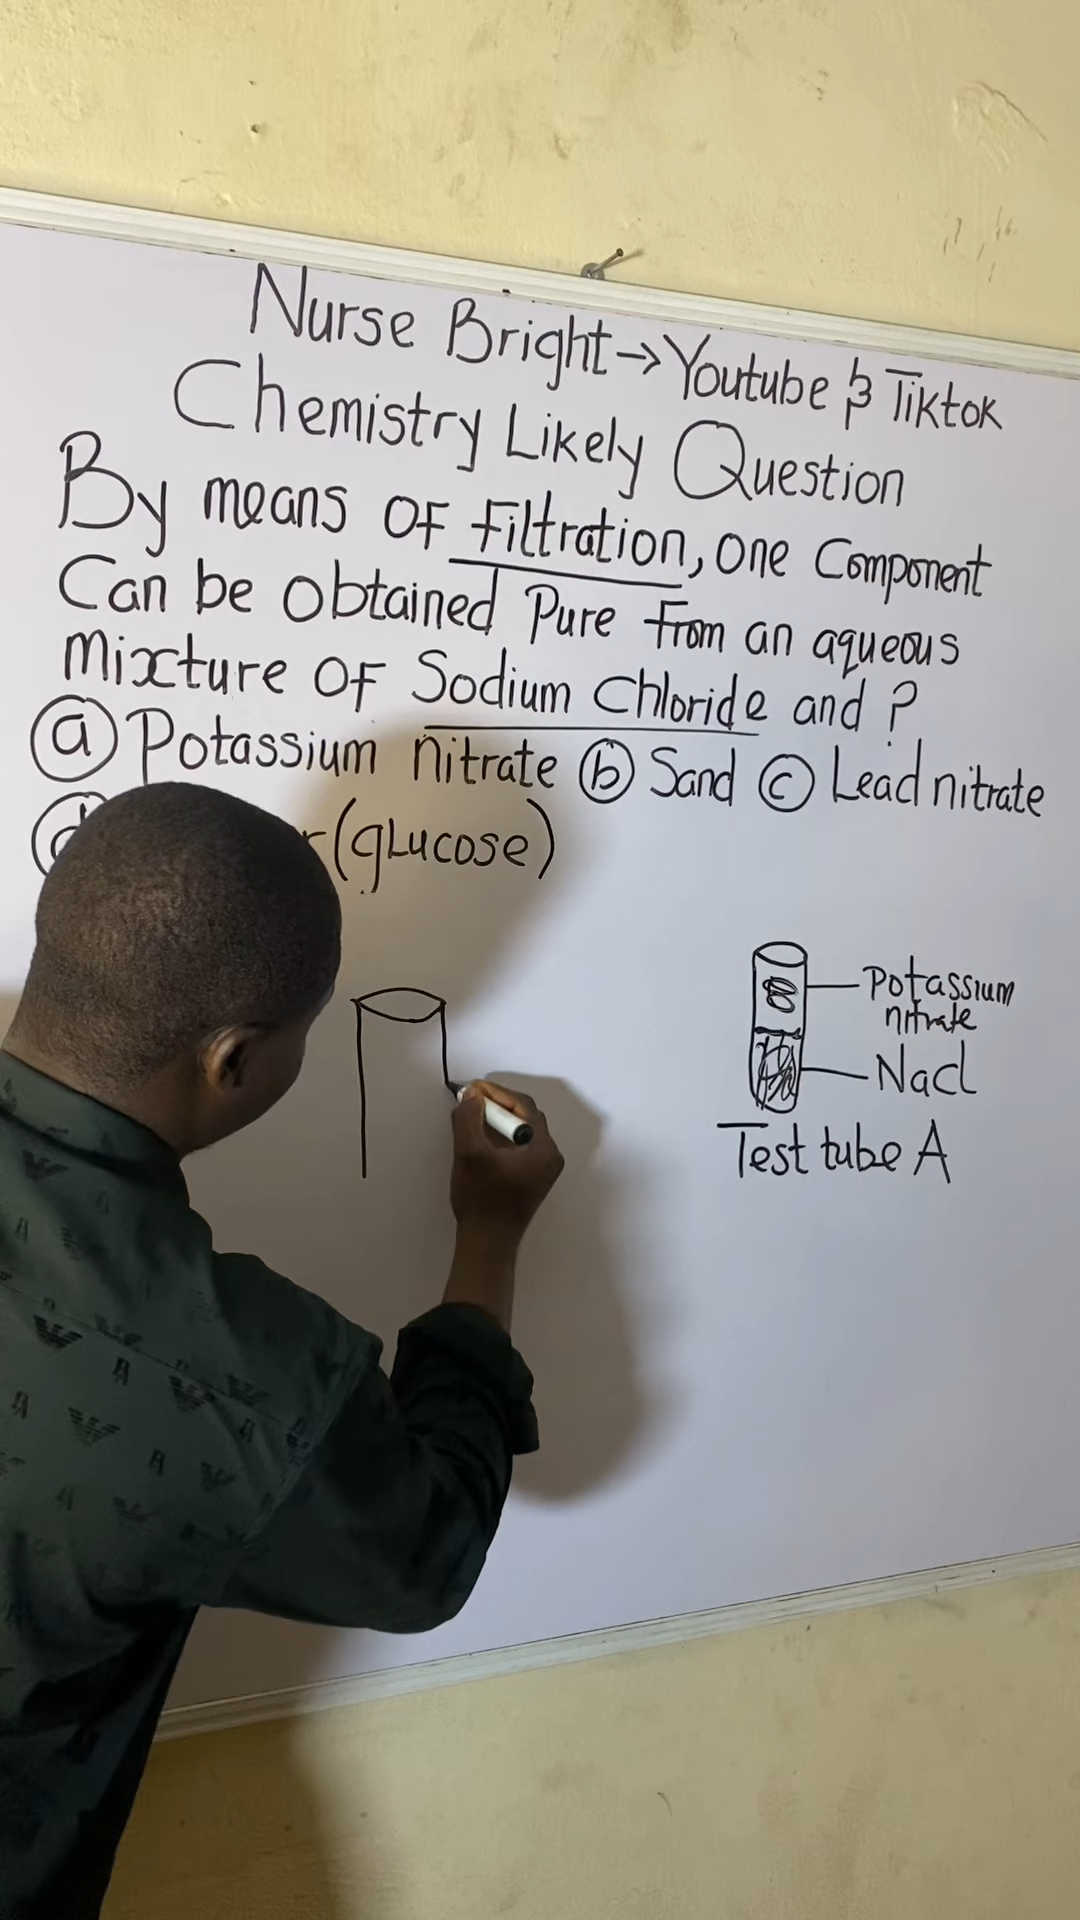 Nurse Bright→Youtube & Tiktok
Chemistry Likely Question
By means of filtration, one Component
Can be obtained Pure from an aqueous
mixture of Sodium Chloride and ?
(a) Potassium nitrate (b) Sand (c) Lead nitrate
(glucose)
Potassium
nitrate
Nacl
Test tube A